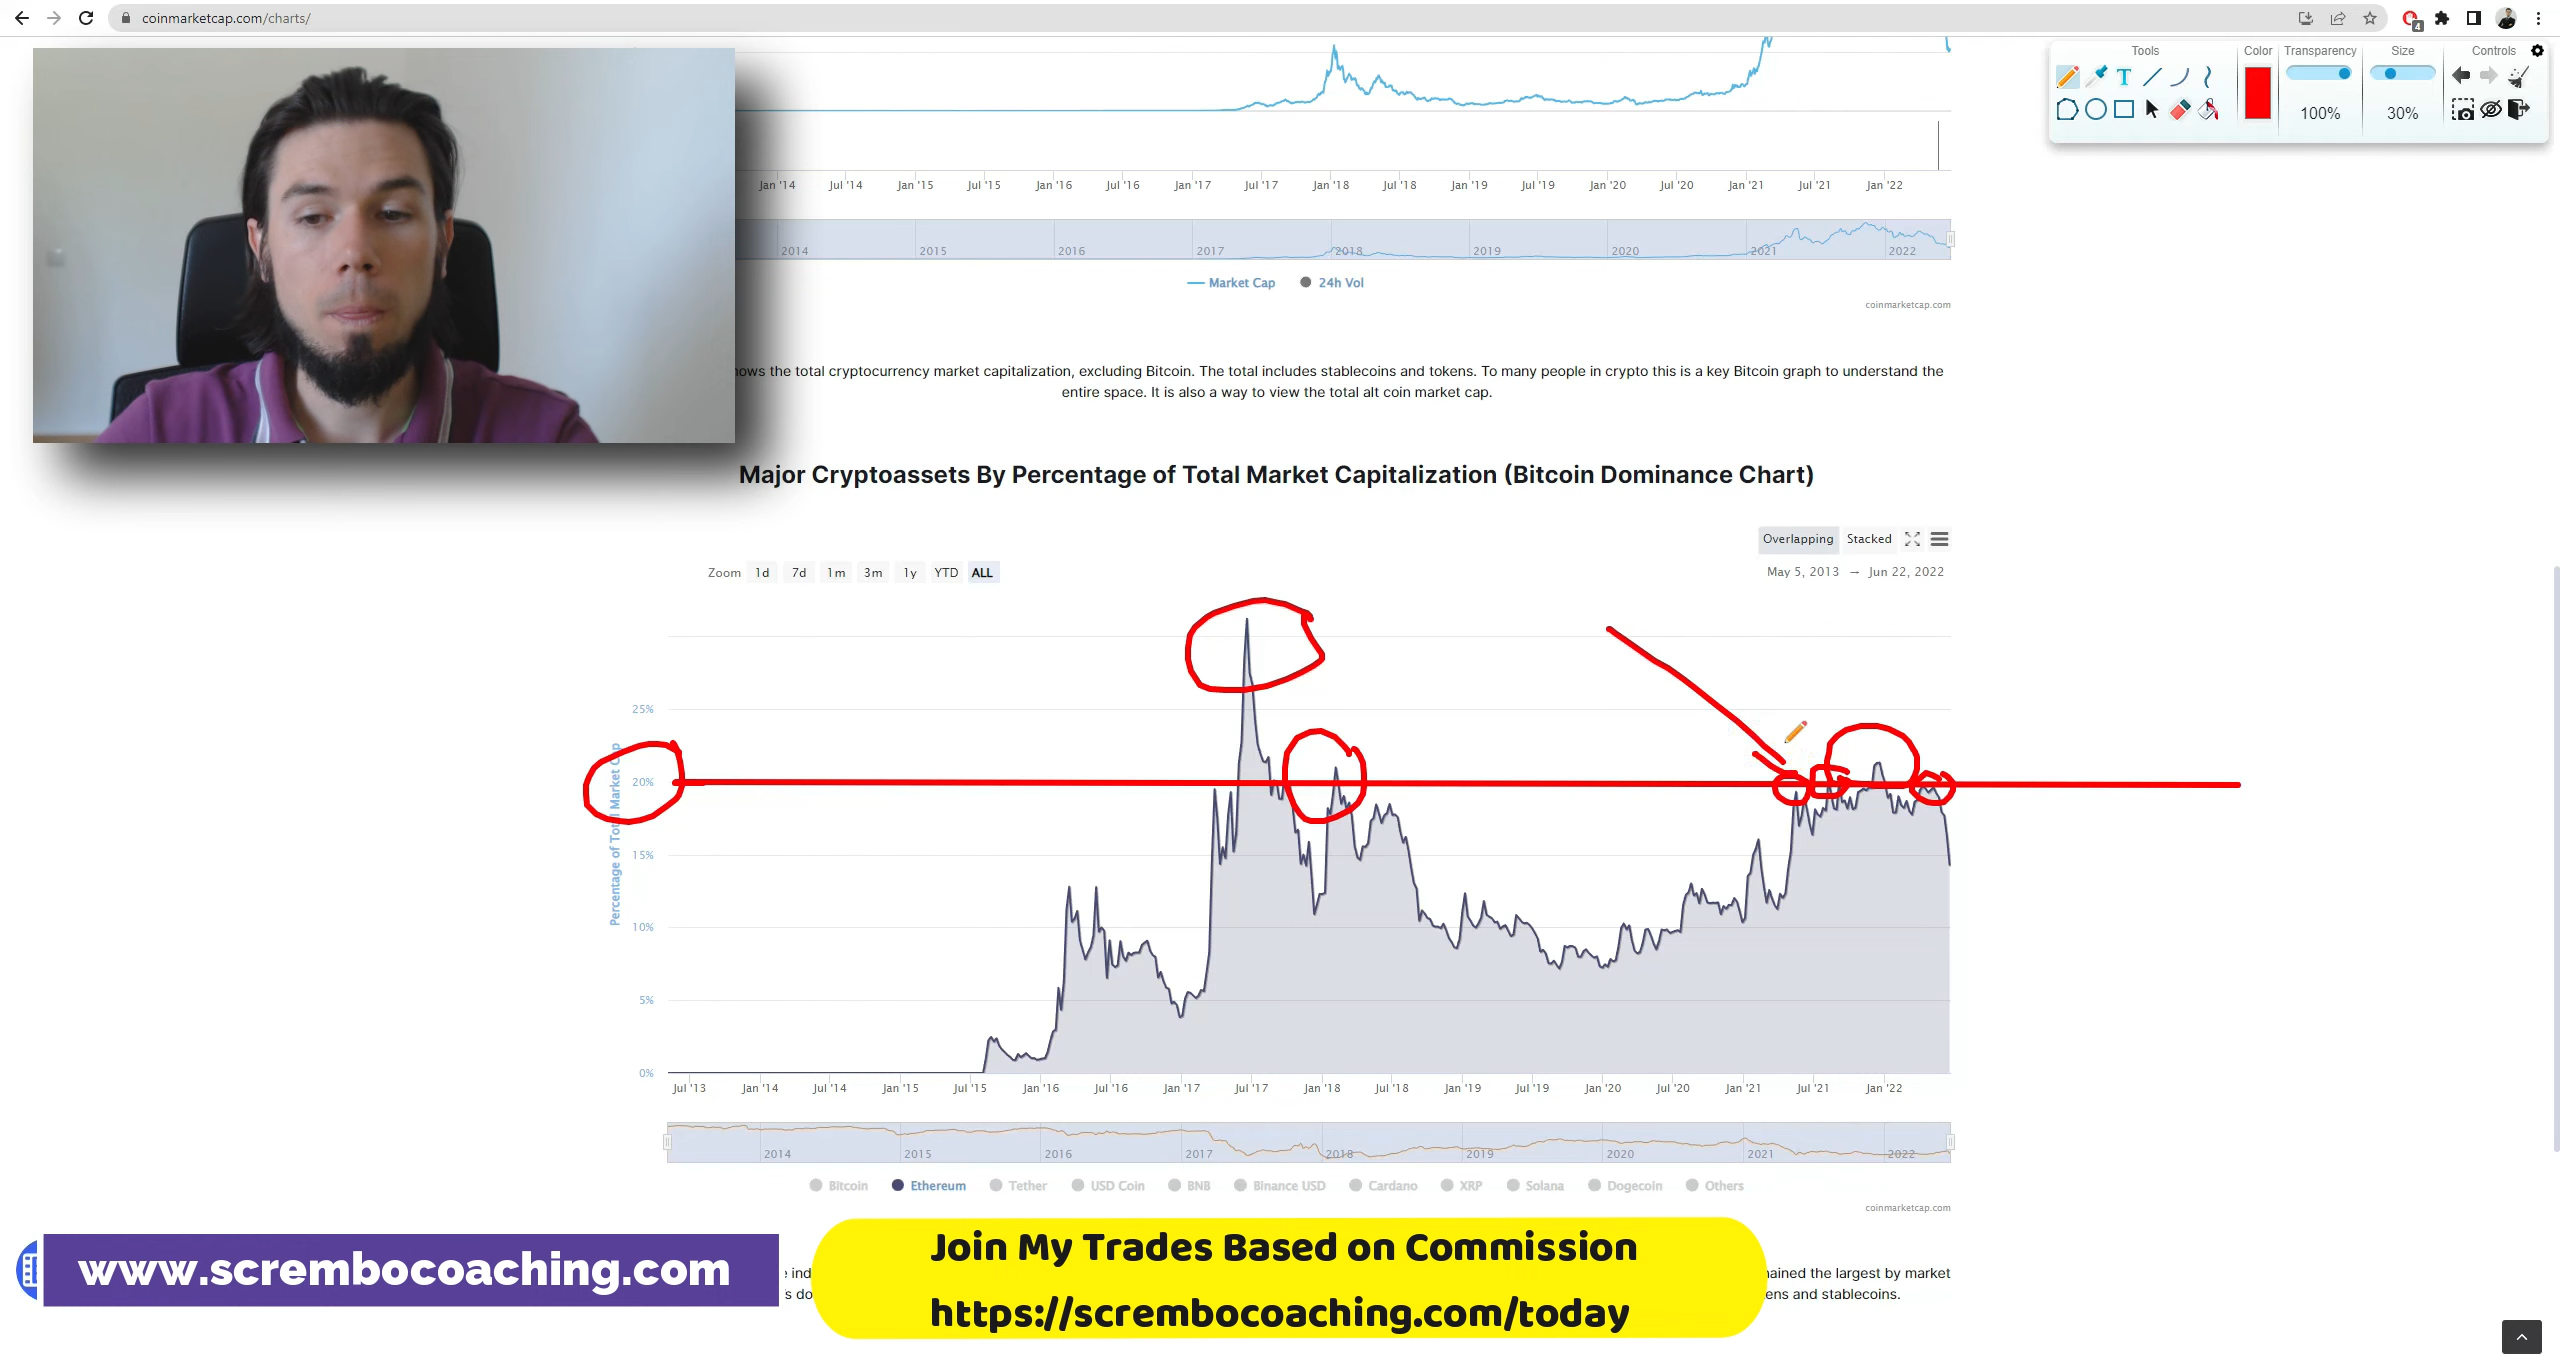 coinmarketcap.com/charts/
4
Tools Color Transparency Size Controls
T
100% 30%
Jan '14 Jul '14 Jan '15 Jul '15 Jan '16 Jul '16 Jan '17 Jul '17 Jan '18 Jul '18 Jan '19 Jul '19 Jan '20 Jul '20 Jan '21 Jul '21 Jan '22
2014 2015 2016 2017 2018 2019 2020 2021 2022
Market Cap 24h Vol
coinmarketcap.com
the total cryptocurrency market capitalization, excluding Bitcoin. The total includes stablecoins and tokens. To many people in crypto this is a key Bitcoin graph to understand the
entire space. It is also a way to view the total alt coin market cap.
Major Cryptoassets By Percentage of Total Market Capitalization (Bitcoin Dominance Chart)
Overlapping Stacked
Zoom 1d 7d 1m 3m 1y YTD ALL May 5, 2013 → Jun 22, 2022
Percentage of Total Market Cap
25%
20%
15%
10%
5%
0%
Jul '13 Jan '14 Jul '14 Jan '15 Jul '15 Jan '16 Jul '16 Jan '17 Jul '17 Jan '18 Jul '18 Jan '19 Jul '19 Jan '20 Jul '20 Jan '21 Jul '21 Jan '22
2014 2015 2016 2017 2018 2019 2020 2021 2022
Bitcoin Ethereum Tether USD Coin BNB Binance USD Cardano XRP Solana Dogecoin Others
coinmarketcap.com
www.scrembocoaching.com
Join My Trades Based on Commission
https://scrembocoaching.com/today
the largest by market
and stablecoins.